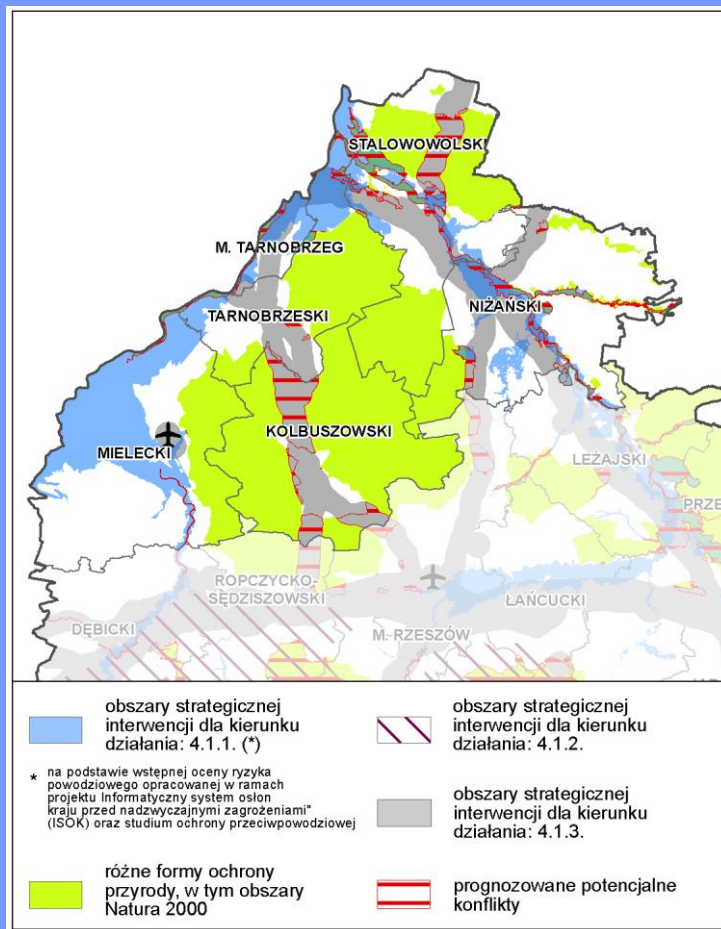 STALOWOWOLSKI
M. TARNOBRZEG
TARNOBRZESKI
NIŻAŃSKI
KOLBUSZOWSKI
MIELECKI
LEŻAJSKI
PRZE
ROPCZYCKO-
SĘDZISZOWSKI
ŁAŃCUCKI
DĘBICKI
M. RZESZÓW
obszary strategicznej
interwencji dla kierunku
działania: 4.1.1. (*)
* na podstawie wstępnej oceny ryzyka
powodziowego opracowanej w ramach
projektu Informatyczny system osłon
kraju przed nadzwyczajnymi zagrożeniami"
(ISOK) oraz studium ochrony przeciwpowodziowej
różne formy ochrony
przyrody, w tym obszary
Natura 2000
obszary strategicznej
interwencji dla kierunku
działania: 4.1.2.
obszary strategicznej
interwencji dla kierunku
działania: 4.1.3.
prognozowane potencjalne
konflikty